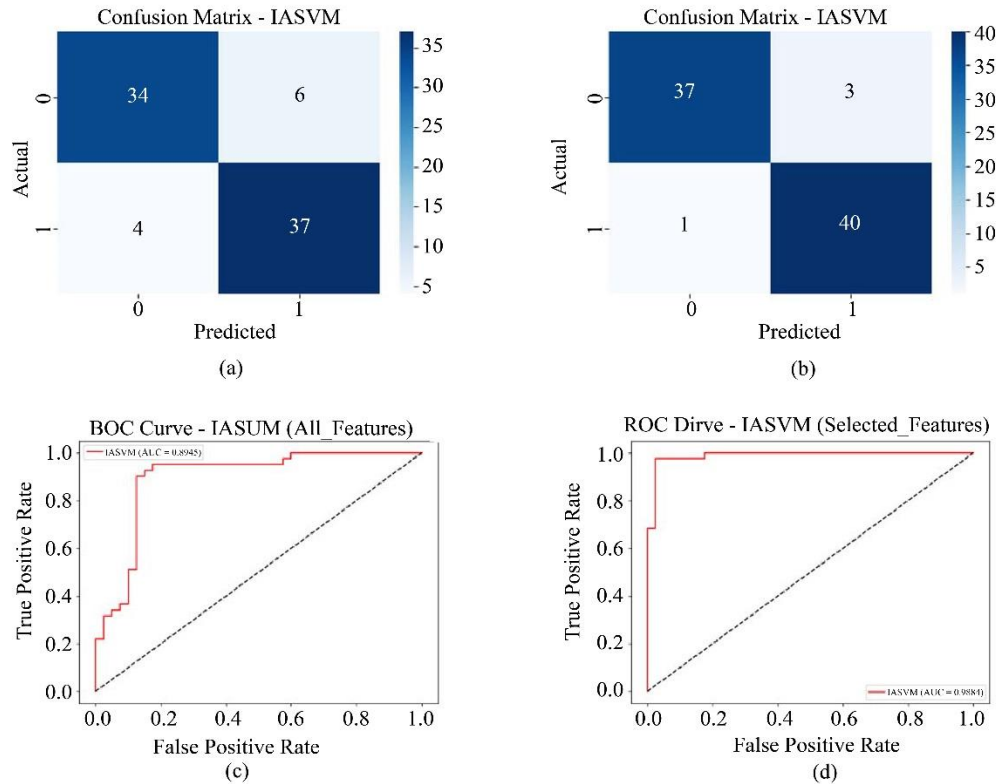 Confusion Matrix - IASVM
0
1
Actual
34
6
4
37
0
1
Predicted
35
30
25
20
15
10
5
(a)
Confusion Matrix - IASVM
0
1
Actual
37
3
1
40
0
1
Predicted
40
35
30
25
20
15
10
5
(b)
BOC Curve - IASUM (All_Features)
IASVM (AUC = 0.8945)
True Positive Rate
1.0
0.8
0.6
0.4
0.2
0.0
0.0 0.2 0.4 0.6 0.8 1.0
False Positive Rate
(c)
ROC Dirve - IASVM (Selected_Features)
True Positive Rate
1.0
0.8
0.6
0.4
0.2
0.0
IASVM (AUC = 0.9884)
0.0 0.2 0.4 0.6 0.8 1.0
False Positive Rate
(d)